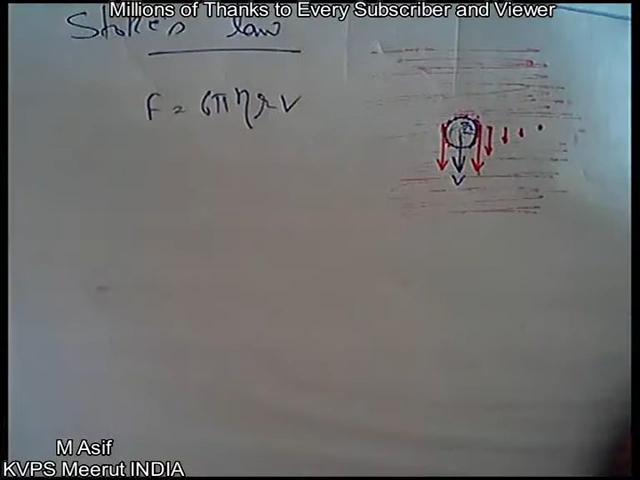 Millions of Thanks to Every Subscriber and Viewer
Stokes law
F = 6πηrv
v
M Asif
KVPS Meerut INDIA